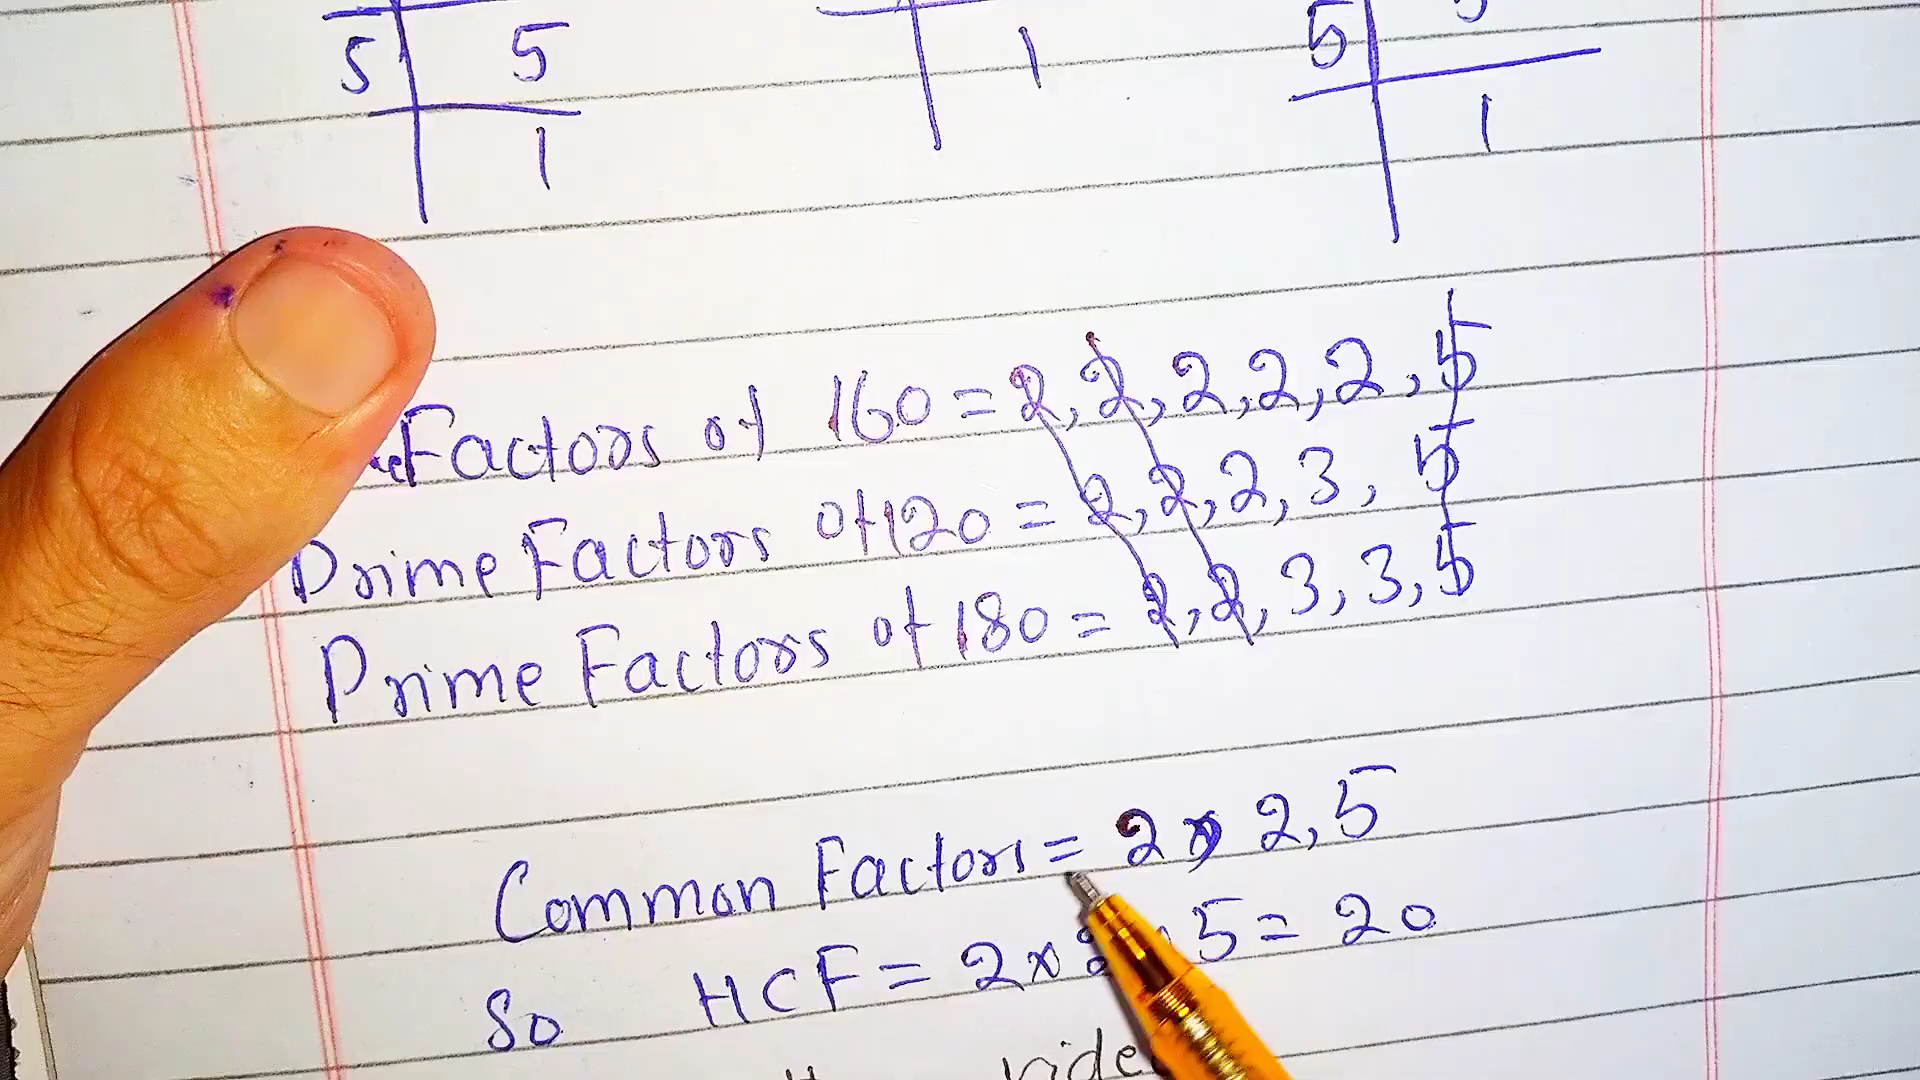 5 5 1 5
1 1
Factors of 160 = 2, 2, 2, 2, 2, 5
Prime Factors of 120 = 2, 2, 2, 3, 5
Prime Factors of 180 = 2, 2, 3, 3, 5
Common Factors = 2, 2, 5
So HCF = 2 × 2 × 5 = 20